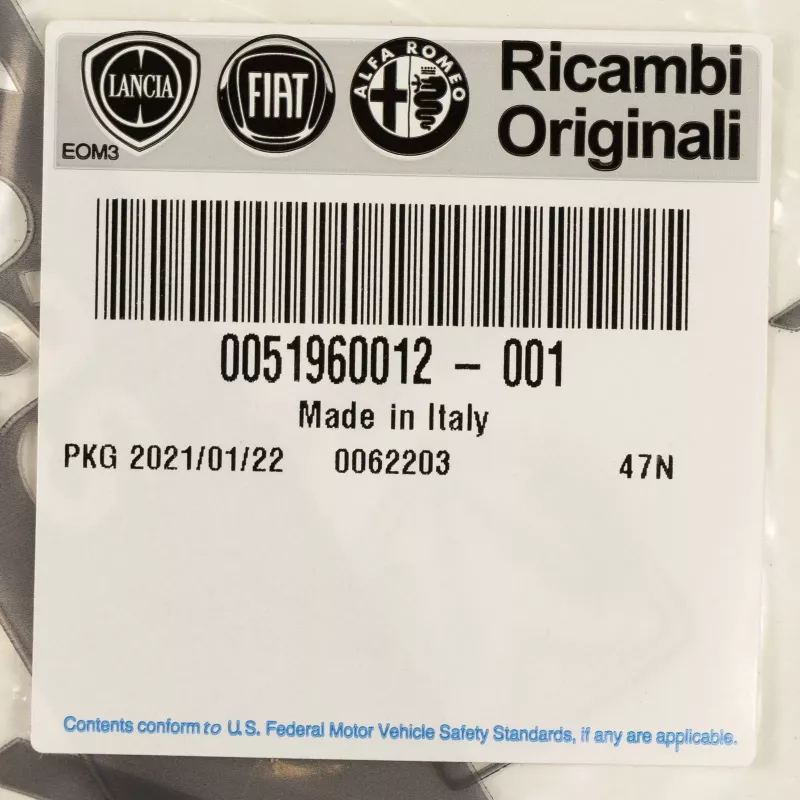 LANCIA
FIAT
ALFA ROMEO
Ricambi
Originali
EOM3
0051960012 - 001
Made in Italy
PKG 2021/01/22 0062203 47N
Contents conform to U.S. Federal Motor Vehicle Safety Standards, if any are applicable.